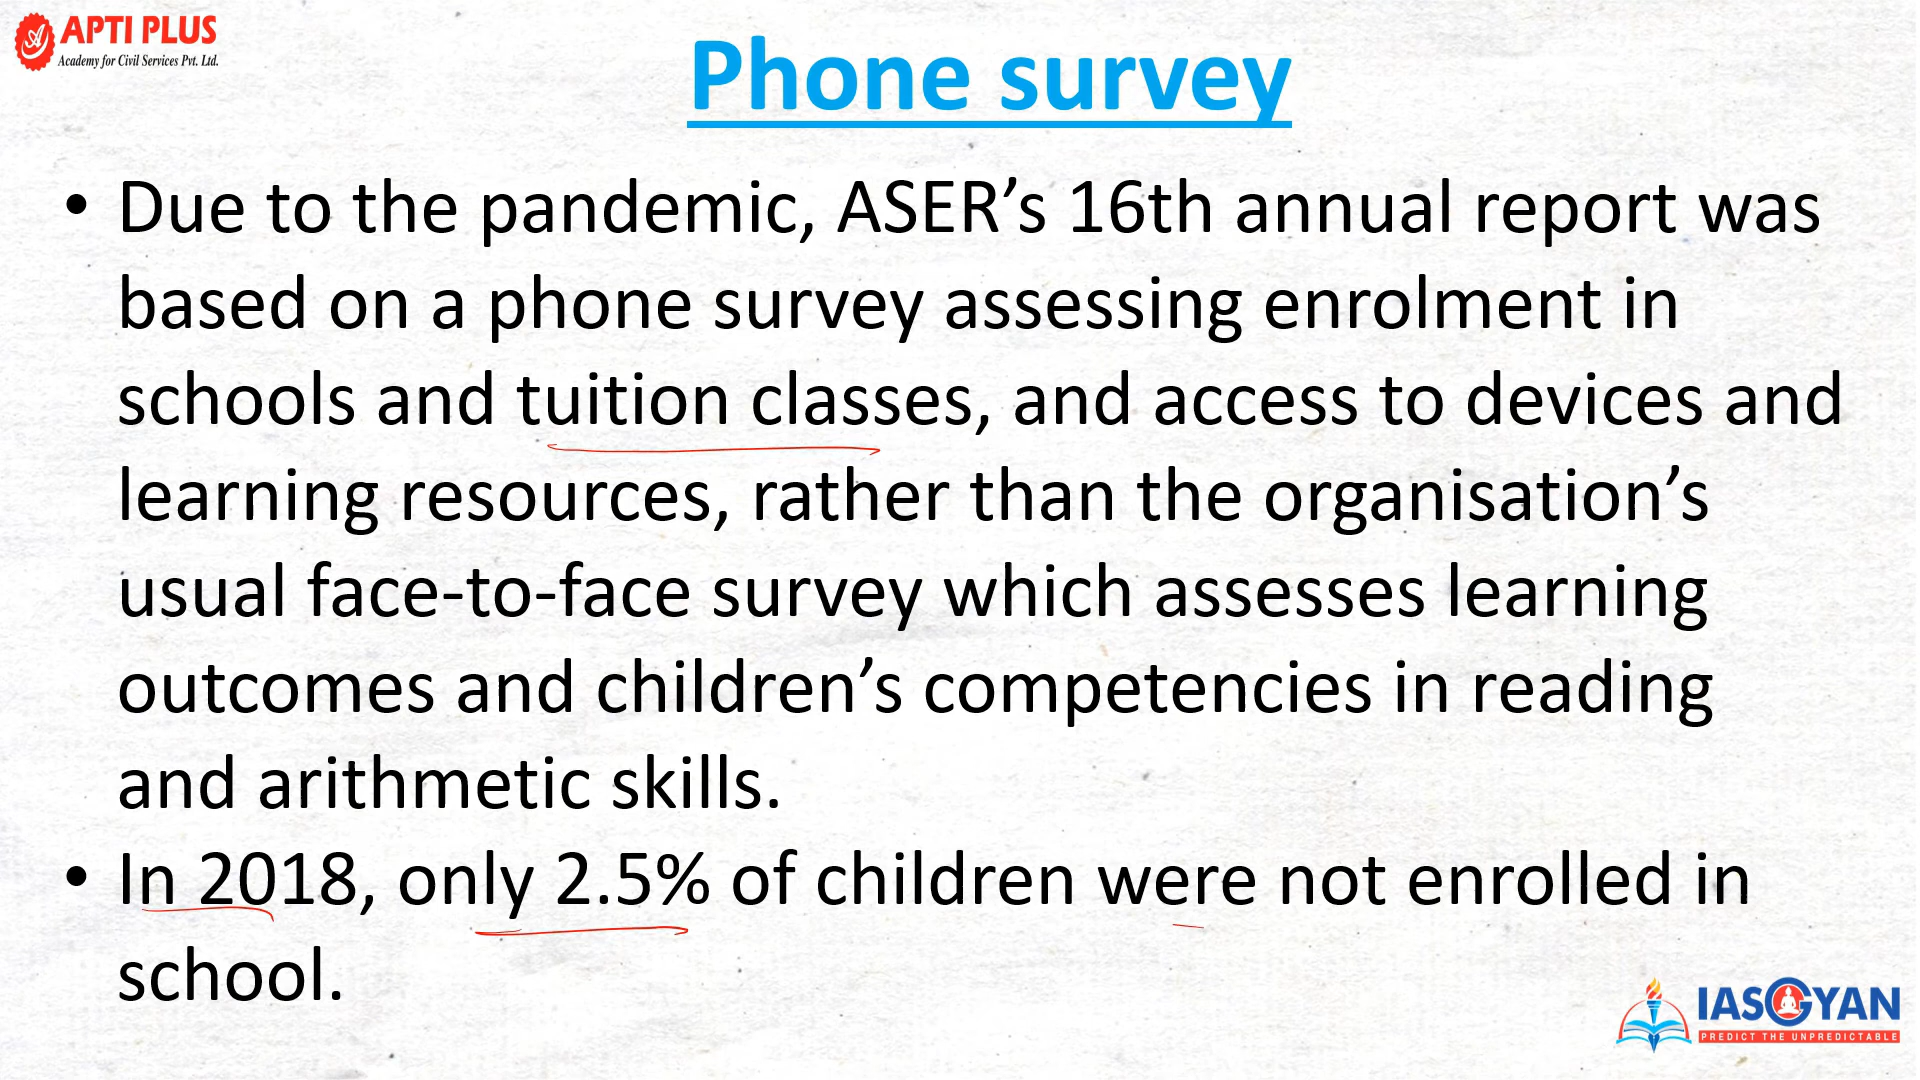 APTI PLUS
Academy for Civil Services Pvt. Ltd.
Phone survey
• Due to the pandemic, ASER’s 16th annual report was
based on a phone survey assessing enrolment in
schools and tuition classes, and access to devices and
learning resources, rather than the organisation’s
usual face-to-face survey which assesses learning
outcomes and children’s competencies in reading
and arithmetic skills.
• In 2018, only 2.5% of children were not enrolled in
school.
IASGYAN
PREDICT THE UNPREDICTABLE